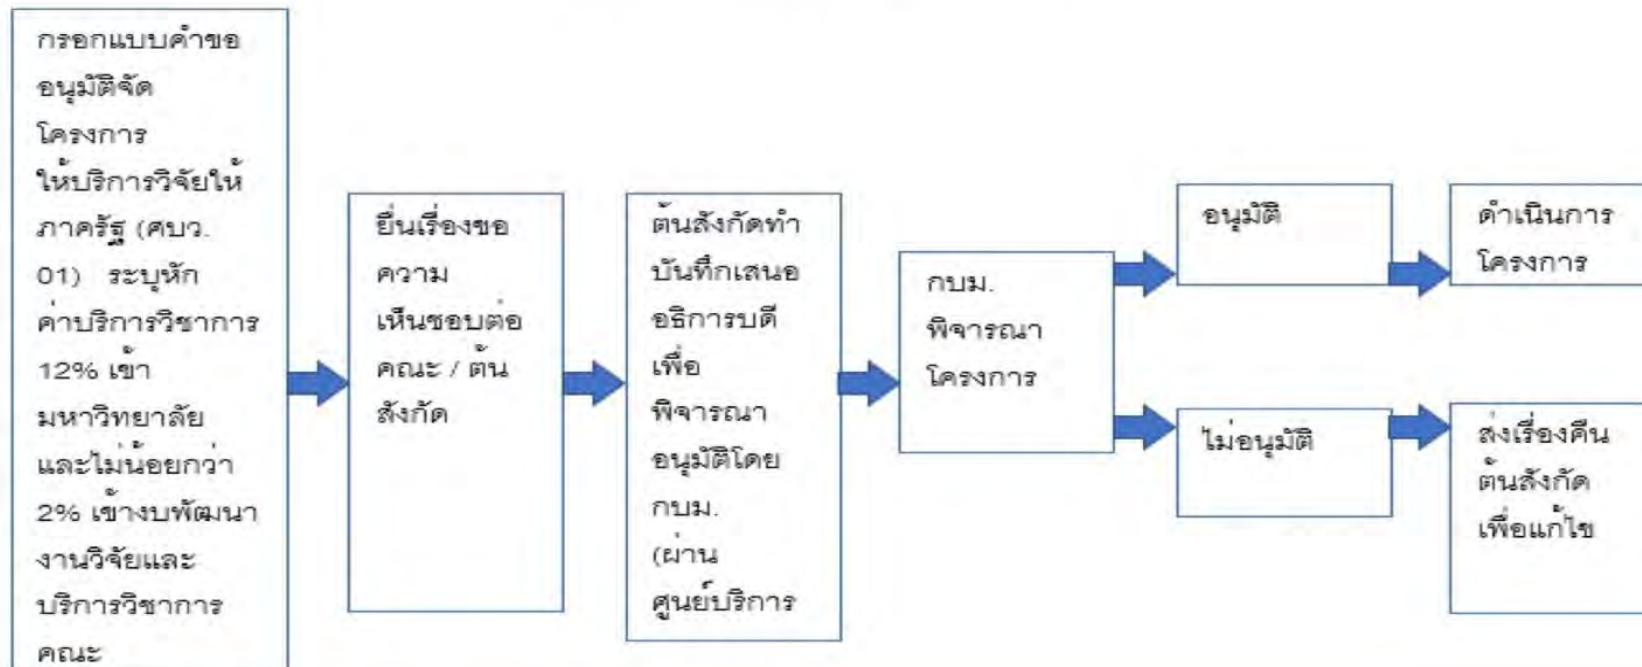 กรอกแบบคำขอ
อนุมัติจัด
โครงการ
ให้บริการวิจัยให้
ภาครัฐ (ศบว.
01) ระบุหัก
ค่าบริการวิชาการ
12% เข้า
มหาวิทยาลัย
และไม่น้อยกว่า
2% เข้างบพัฒนา
งานวิจัยและ
บริการวิชาการ
คณะ
ยื่นเรื่องขอ
ความ
เห็นชอบต่อ
คณะ / ต้น
สังกัด
ต้นสังกัดทำ
บันทึกเสนอ
อธิการบดี
เพื่อ
พิจารณา
อนุมัติโดย
กบม.
(ผ่าน
ศูนย์บริการ
กบม.
พิจารณา
โครงการ
อนุมัติ
ดำเนินการ
โครงการ
ไม่อนุมัติ
ส่งเรื่องคืน
ต้นสังกัด
เพื่อแก้ไข